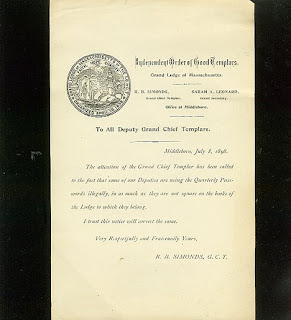 Independent Order of Good Templars.
Grand Lodge of Massachusetts.
R. B. SIMONDS, SARAH A. LEONARD,
Grand Chief Templar. Grand Secretary.
Office at Middleboro.
To All Deputy Grand Chief Templars.
Middleboro, July 1, 1898.
The attention of the Grand Chief Templar has been called
to the fact that some of our Deputies are using the Quarterly Pass-
words illegally, in as much as they are not square on the books of
the Lodge to which they belong.
I trust this notice will correct the same.
Very Respectfully and Fraternally Yours,
R. B. SIMONDS, G. C. T.